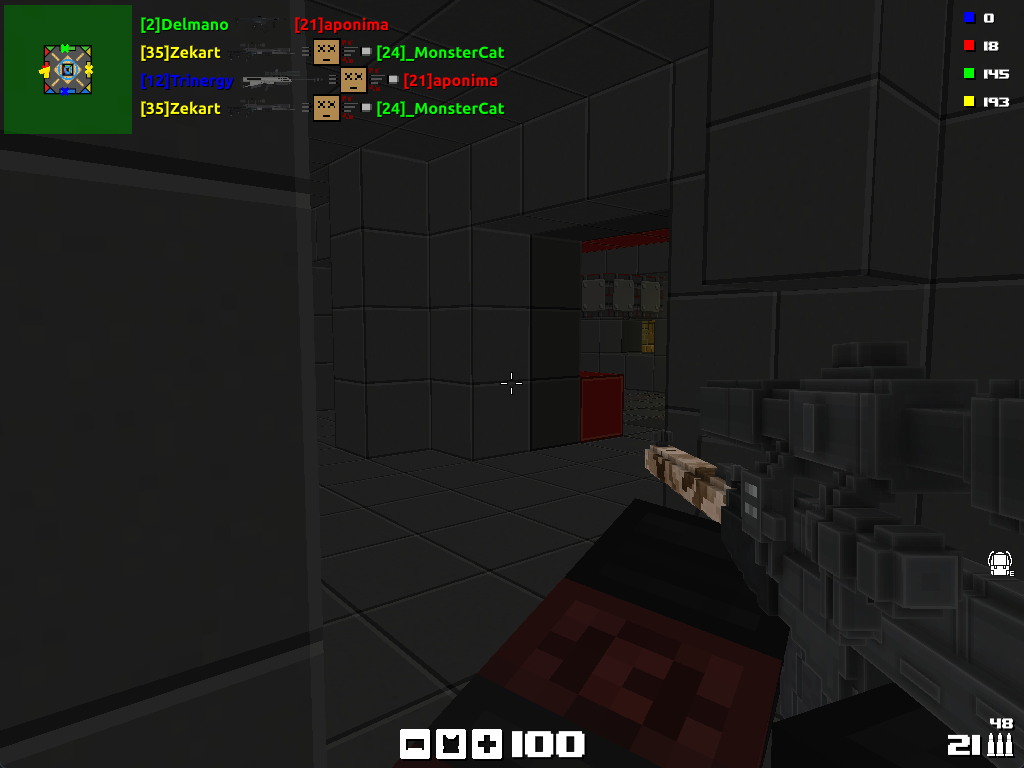 [2]Delmano [21]aponima
[35]Zekart [24]_MonsterCat
[12]Trinergy [21]aponima
[35]Zekart [24]_MonsterCat
0
18
145
193
E
100
48
21